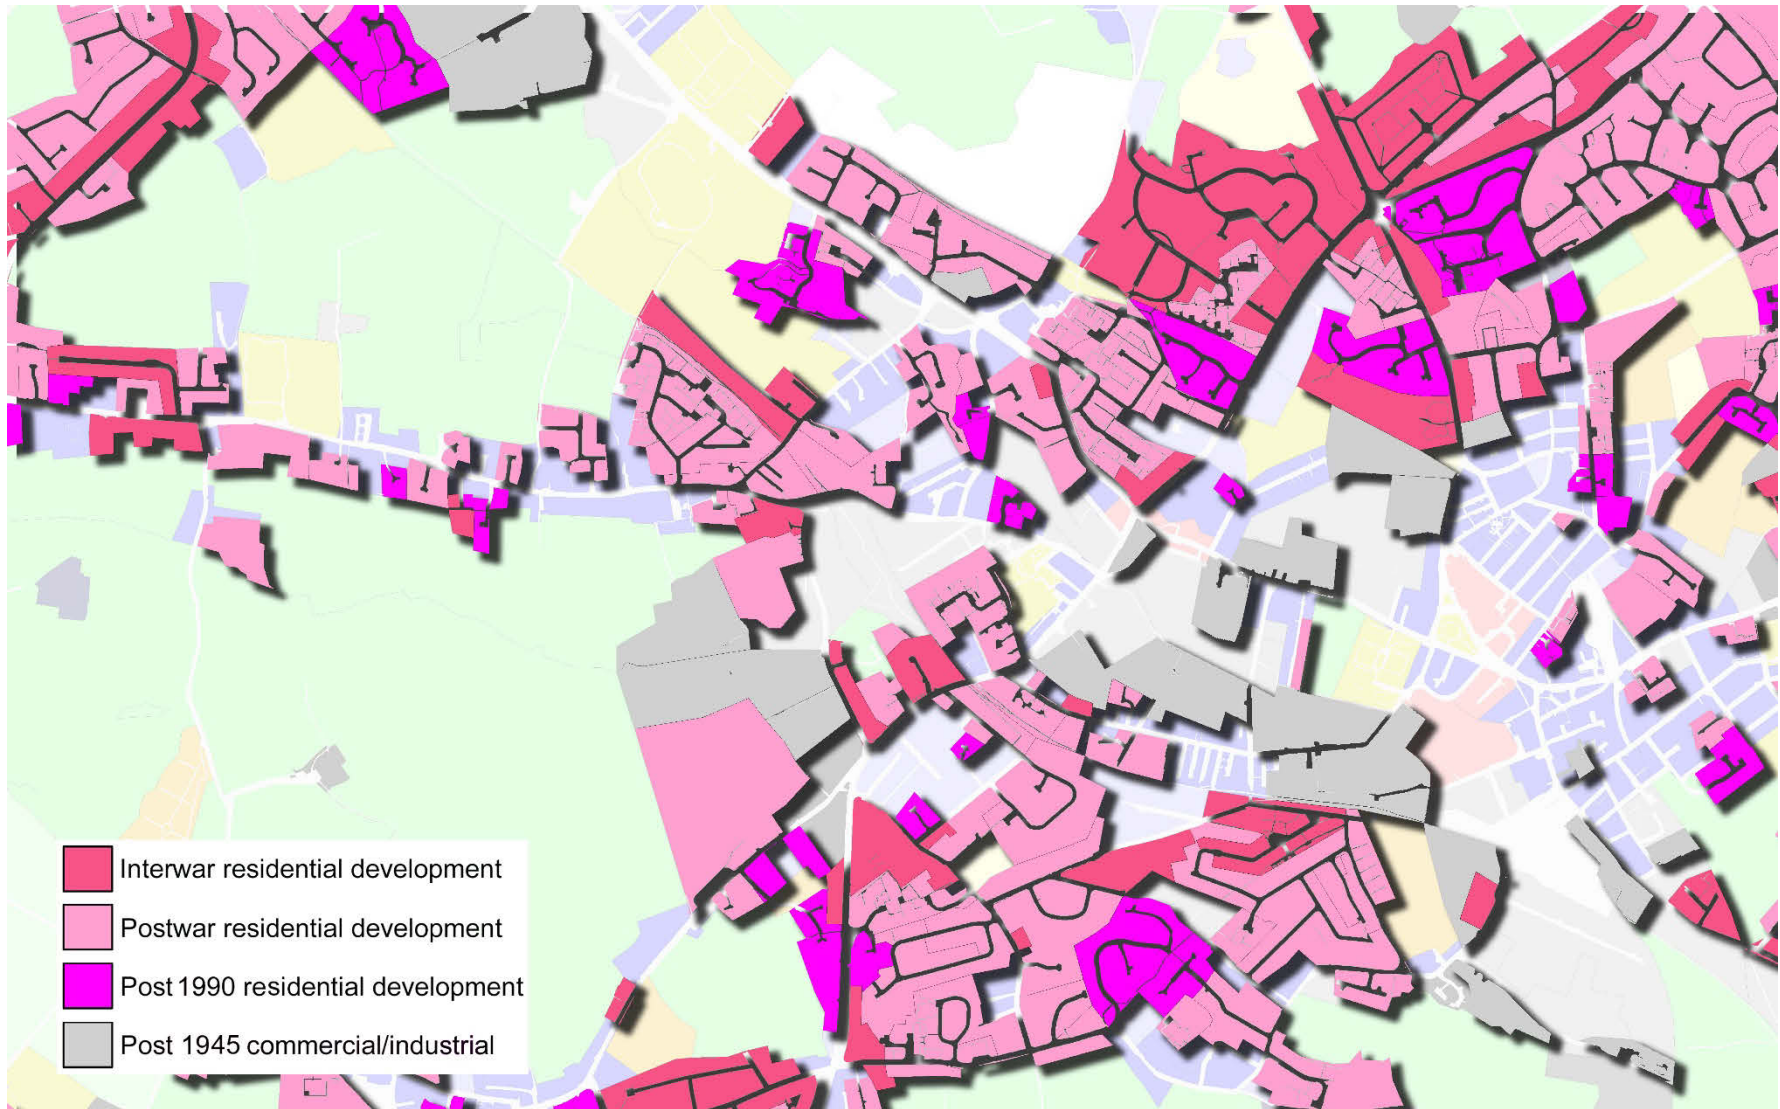 Interwar residential development
Postwar residential development
Post 1990 residential development
Post 1945 commercial/industrial